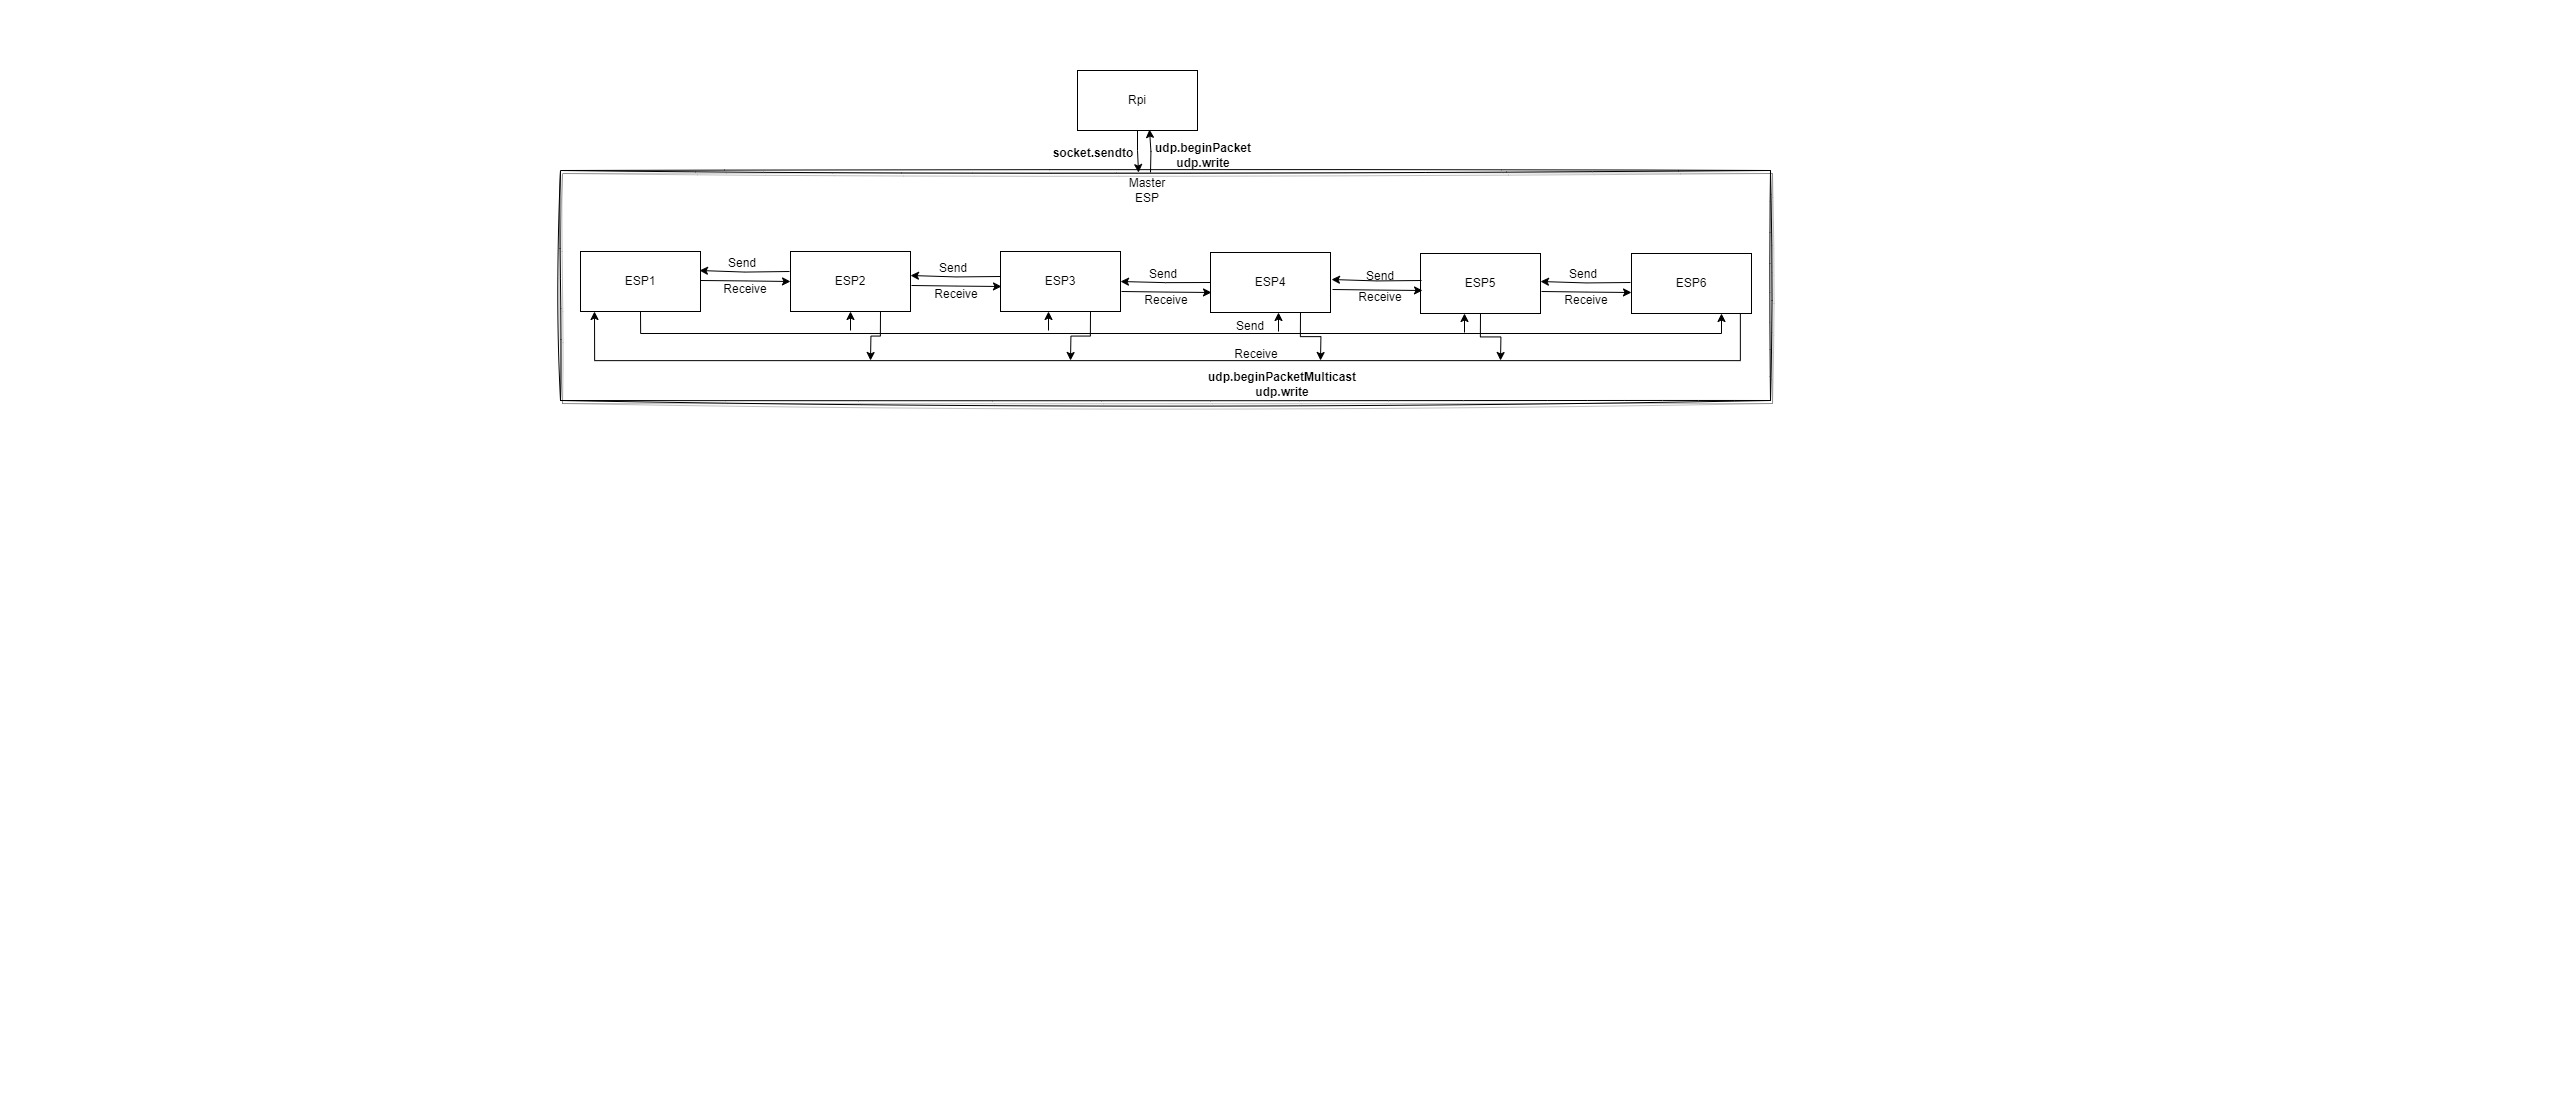 Rpi
socket.sendto
udp.beginPacket
udp.write
Master
ESP
ESP1
Send
Receive
ESP2
Send
Receive
ESP3
Send
Receive
ESP4
Send
Receive
ESP5
Send
Receive
ESP6
Send
Receive
udp.beginPacketMulticast
udp.write